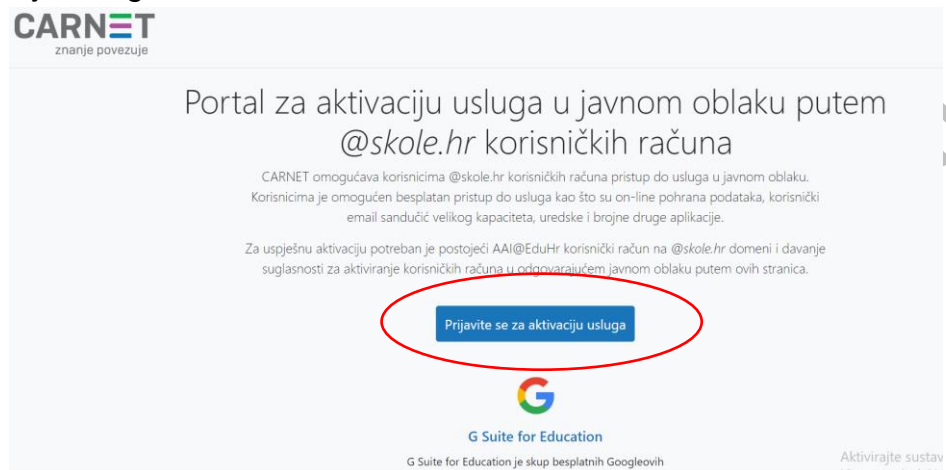 CARNET
znanje povezuje
Portal za aktivaciju usluga u javnom oblaku putem
@skole.hr korisničkih računa
CARNET omogućava korisnicima @skole.hr korisničkih računa pristup do usluga u javnom oblaku.
Korisnicima je omogućen besplatan pristup do usluga kao što su on-line pohrana podataka, korisnički
email sandučić velikog kapaciteta, uredske i brojne druge aplikacije.
Za uspješnu aktivaciju potreban je postojeći AAI@EduHr korisnički račun na @skole.hr domeni i davanje
suglasnosti za aktiviranje korisničkih računa u odgovarajućem javnom oblaku putem ovih stranica.
Prijavite se za aktivaciju usluga
G
G Suite for Education
G Suite for Education je skup besplatnih Googleovih
Aktivirajte sustav